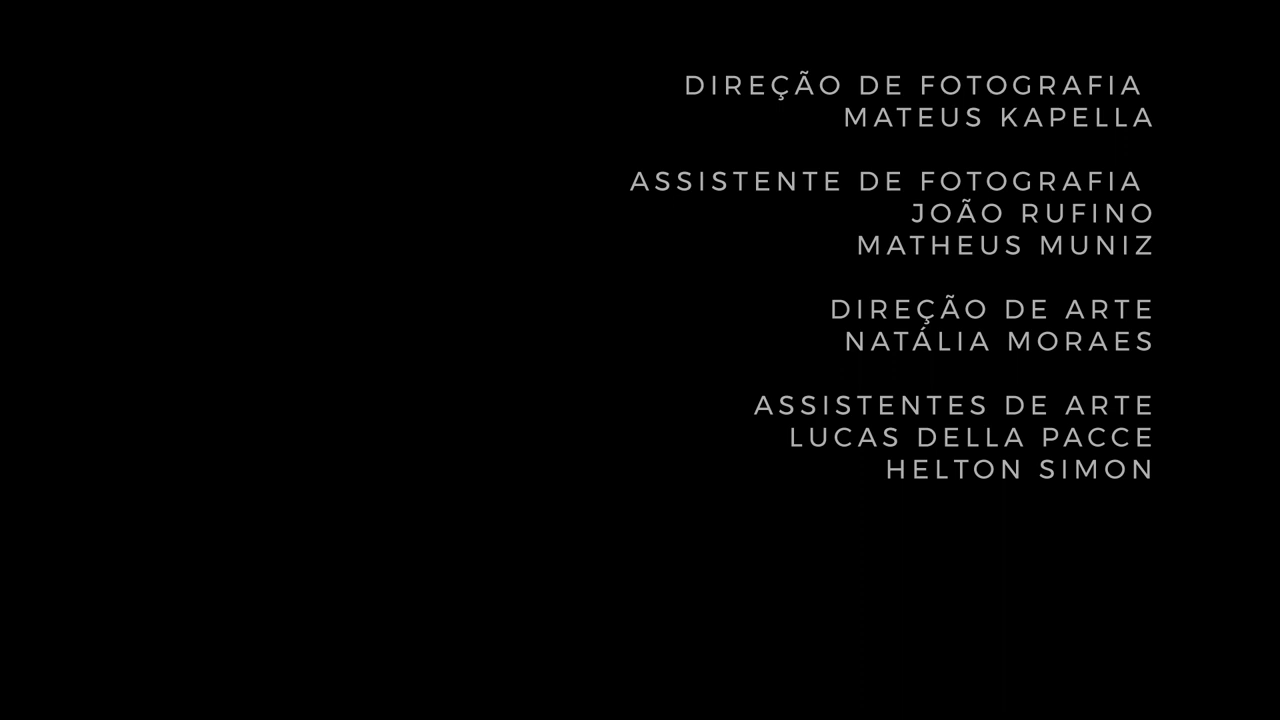 DIREÇÃO DE FOTOGRAFIA
MATEUS KAPELLA
ASSISTENTE DE FOTOGRAFIA
JOÃO RUFINO
MATHEUS MUNIZ
DIREÇÃO DE ARTE
NATÁLIA MORAES
ASSISTENTES DE ARTE
LUCAS DELLA PACCE
HELTON SIMON